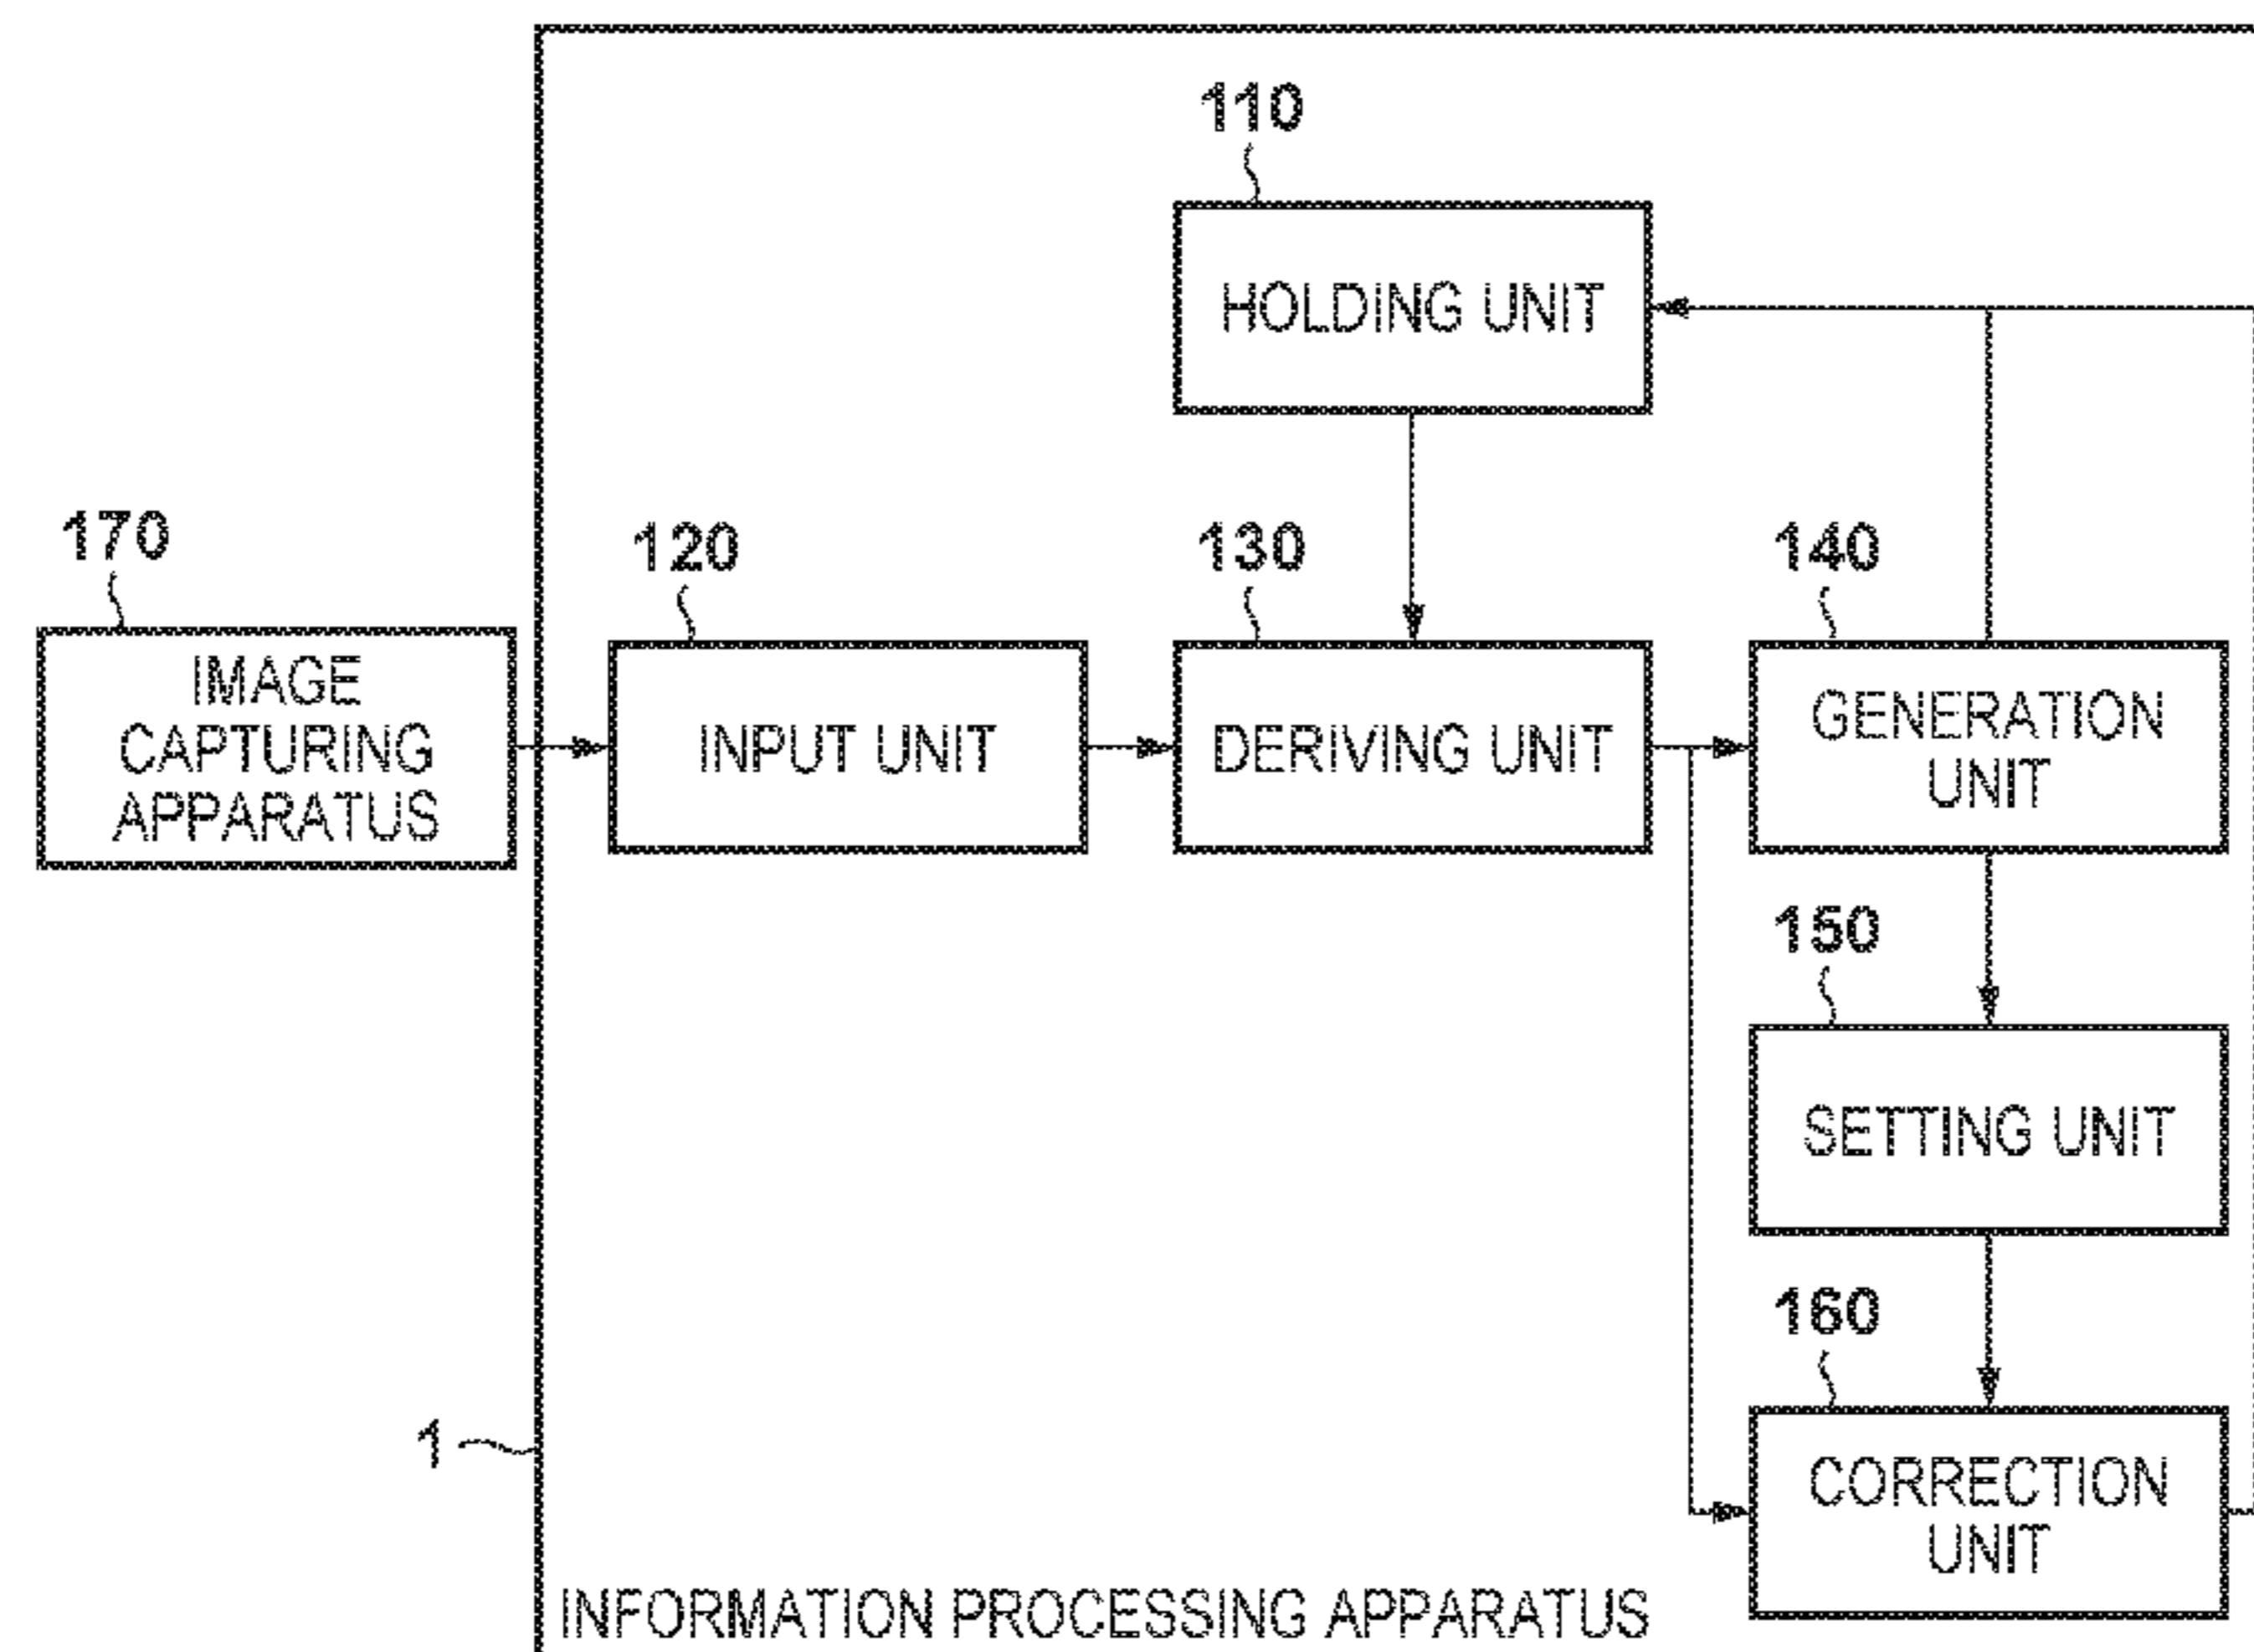 110
HOLDING UNIT
170
120
130
140
IMAGE
CAPTURING
APPARATUS
INPUT UNIT
DERIVING UNIT
GENERATION
UNIT
150
SETTING UNIT
160
1
CORRECTION
UNIT
INFORMATION PROCESSING APPARATUS